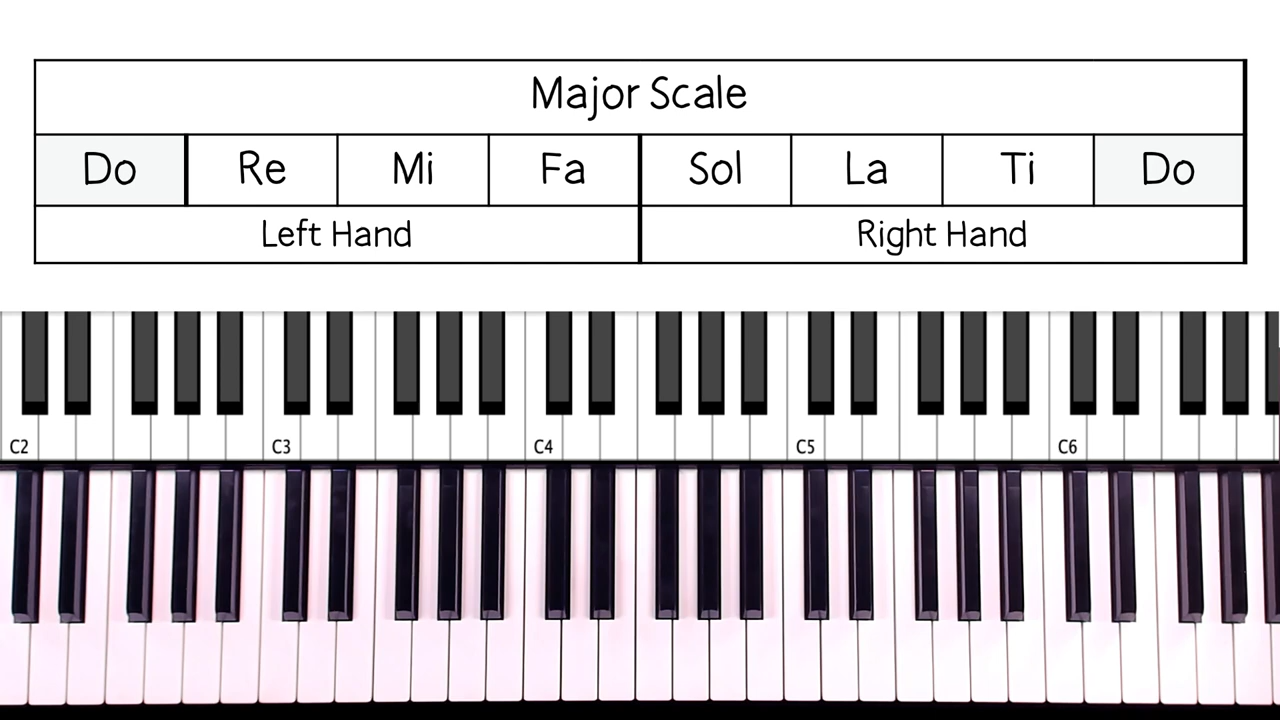 Major Scale
Do Re Mi Fa Sol La Ti Do
Left Hand Right Hand
C2 C3 C4 C5 C6